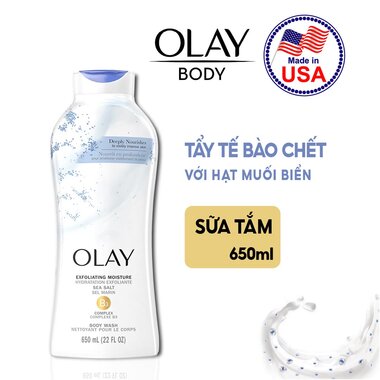 OLAY
BODY
Made in
USA
TẨY TẾ BÀO CHẾT
VỚI HẠT MUỐI BIỂN
SỮA TẮM
650ml
Deeply Nourishes
OLAY
EXFOLIATING MOISTURE
HYDRATATION EXFOLIANTE
SEA SALT
SEL MARIN
B3
COMPLEX
COMPLEXE B3
BODY WASH
NETTOYANT POUR LE CORPS
650 mL (22 FL OZ)